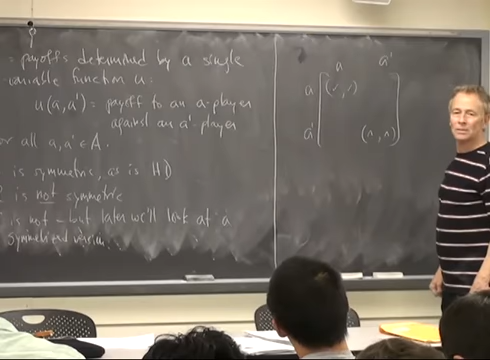 = payoffs determined by a single
variable function u:
u(a,a') = payoff to an a-player
against an a'-player
or all a,a' ∈ A.
is symmetric, as is HD
is not symmetric
is not – but later we'll look at a
symmetrized version
a a'
a
a'